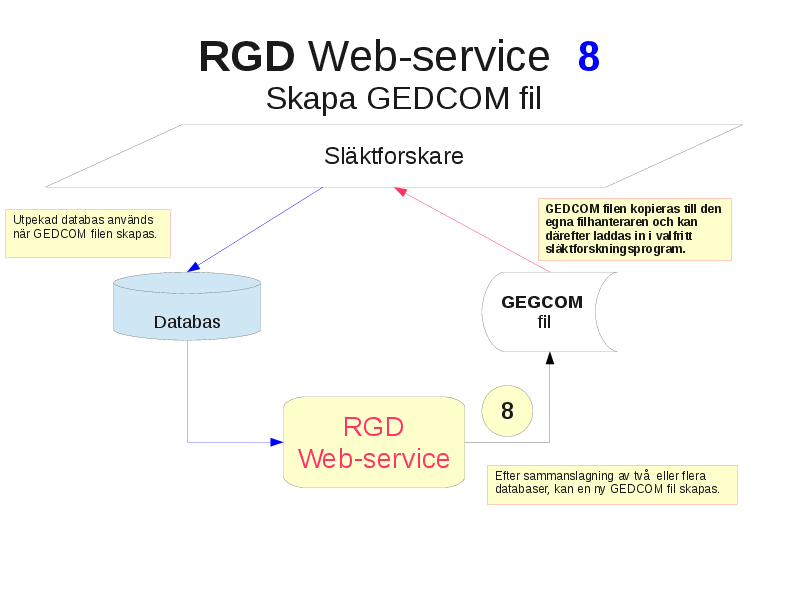 RGD Web-service 8
Skapa GEDCOM fil
Släktforskare
Utpekad databas används
när GEDCOM filen skapas.
GEDCOM filen kopieras till den
egna filhanteraren och kan
därefter laddas in i valfritt
släktforskningsprogram.
Databas
GEGCOM
fil
RGD
Web-service
8
Efter sammanslagning av två eller flera
databaser, kan en ny GEDCOM fil skapas.